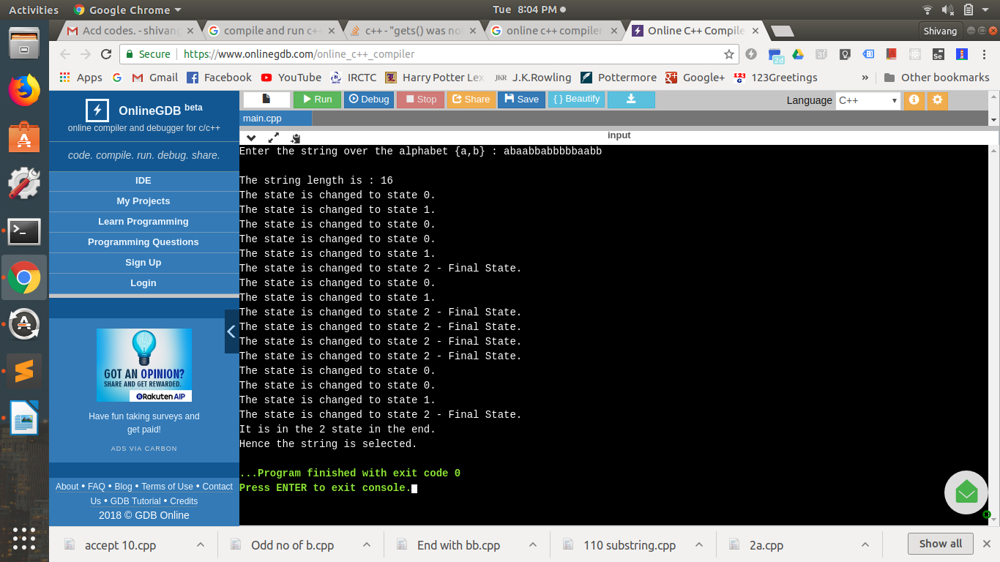 Activities
Google Chrome
Tue 8:04 PM
Acd codes. - shivang
compile and run c+
c++ - "gets() was no
online c++ compiler
Online C++ Compile
Shivang
Secure
https://www.onlinegdb.com/online_c++_compiler
2d
31
Se
Apps
Gmail
Facebook
YouTube
IRCTC
Harry Potter Lex
JKR
J.K.Rowling
Pottermore
Google+
123Greetings
»
Other bookmarks
OnlineGDB beta
online compiler and debugger for c/c++
code. compile. run. debug. share.
IDE
My Projects
Learn Programming
Programming Questions
Sign Up
Login
GOT AN OPINION?
SHARE AND GET REWARDED.
Rakuten AIP
Have fun taking surveys and
get paid!
ADS VIA CARBON
About • FAQ • Blog • Terms of Use • Contact
Us • GDB Tutorial • Credits
2018 © GDB Online
Run
Debug
Stop
Share
Save
{ } Beautify
Language
C++
main.cpp
input
Enter the string over the alphabet {a,b} : abaabbabbbbbaabb
The string length is : 16
The state is changed to state 0.
The state is changed to state 1.
The state is changed to state 0.
The state is changed to state 0.
The state is changed to state 1.
The state is changed to state 2 - Final State.
The state is changed to state 0.
The state is changed to state 1.
The state is changed to state 2 - Final State.
The state is changed to state 2 - Final State.
The state is changed to state 2 - Final State.
The state is changed to state 2 - Final State.
The state is changed to state 0.
The state is changed to state 0.
The state is changed to state 1.
The state is changed to state 2 - Final State.
It is in the 2 state in the end.
Hence the string is selected.
...Program finished with exit code 0
Press ENTER to exit console.
accept 10.cpp
Odd no of b.cpp
End with bb.cpp
110 substring.cpp
2a.cpp
Show all